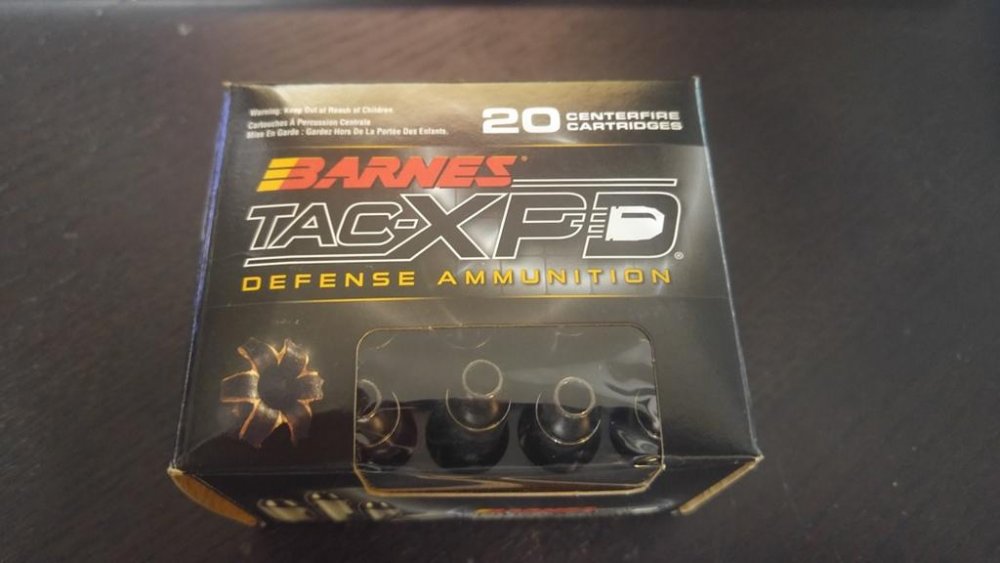 Warning: Keep Out of Reach of Children.
Cartouches À Percussion Centrale
Mise En Garde : Gardez Hors De La Portée Des Enfants.
20 CENTERFIRE
CARTRIDGES
BARNES
TAC-XPD®
DEFENSE AMMUNITION
BARNES